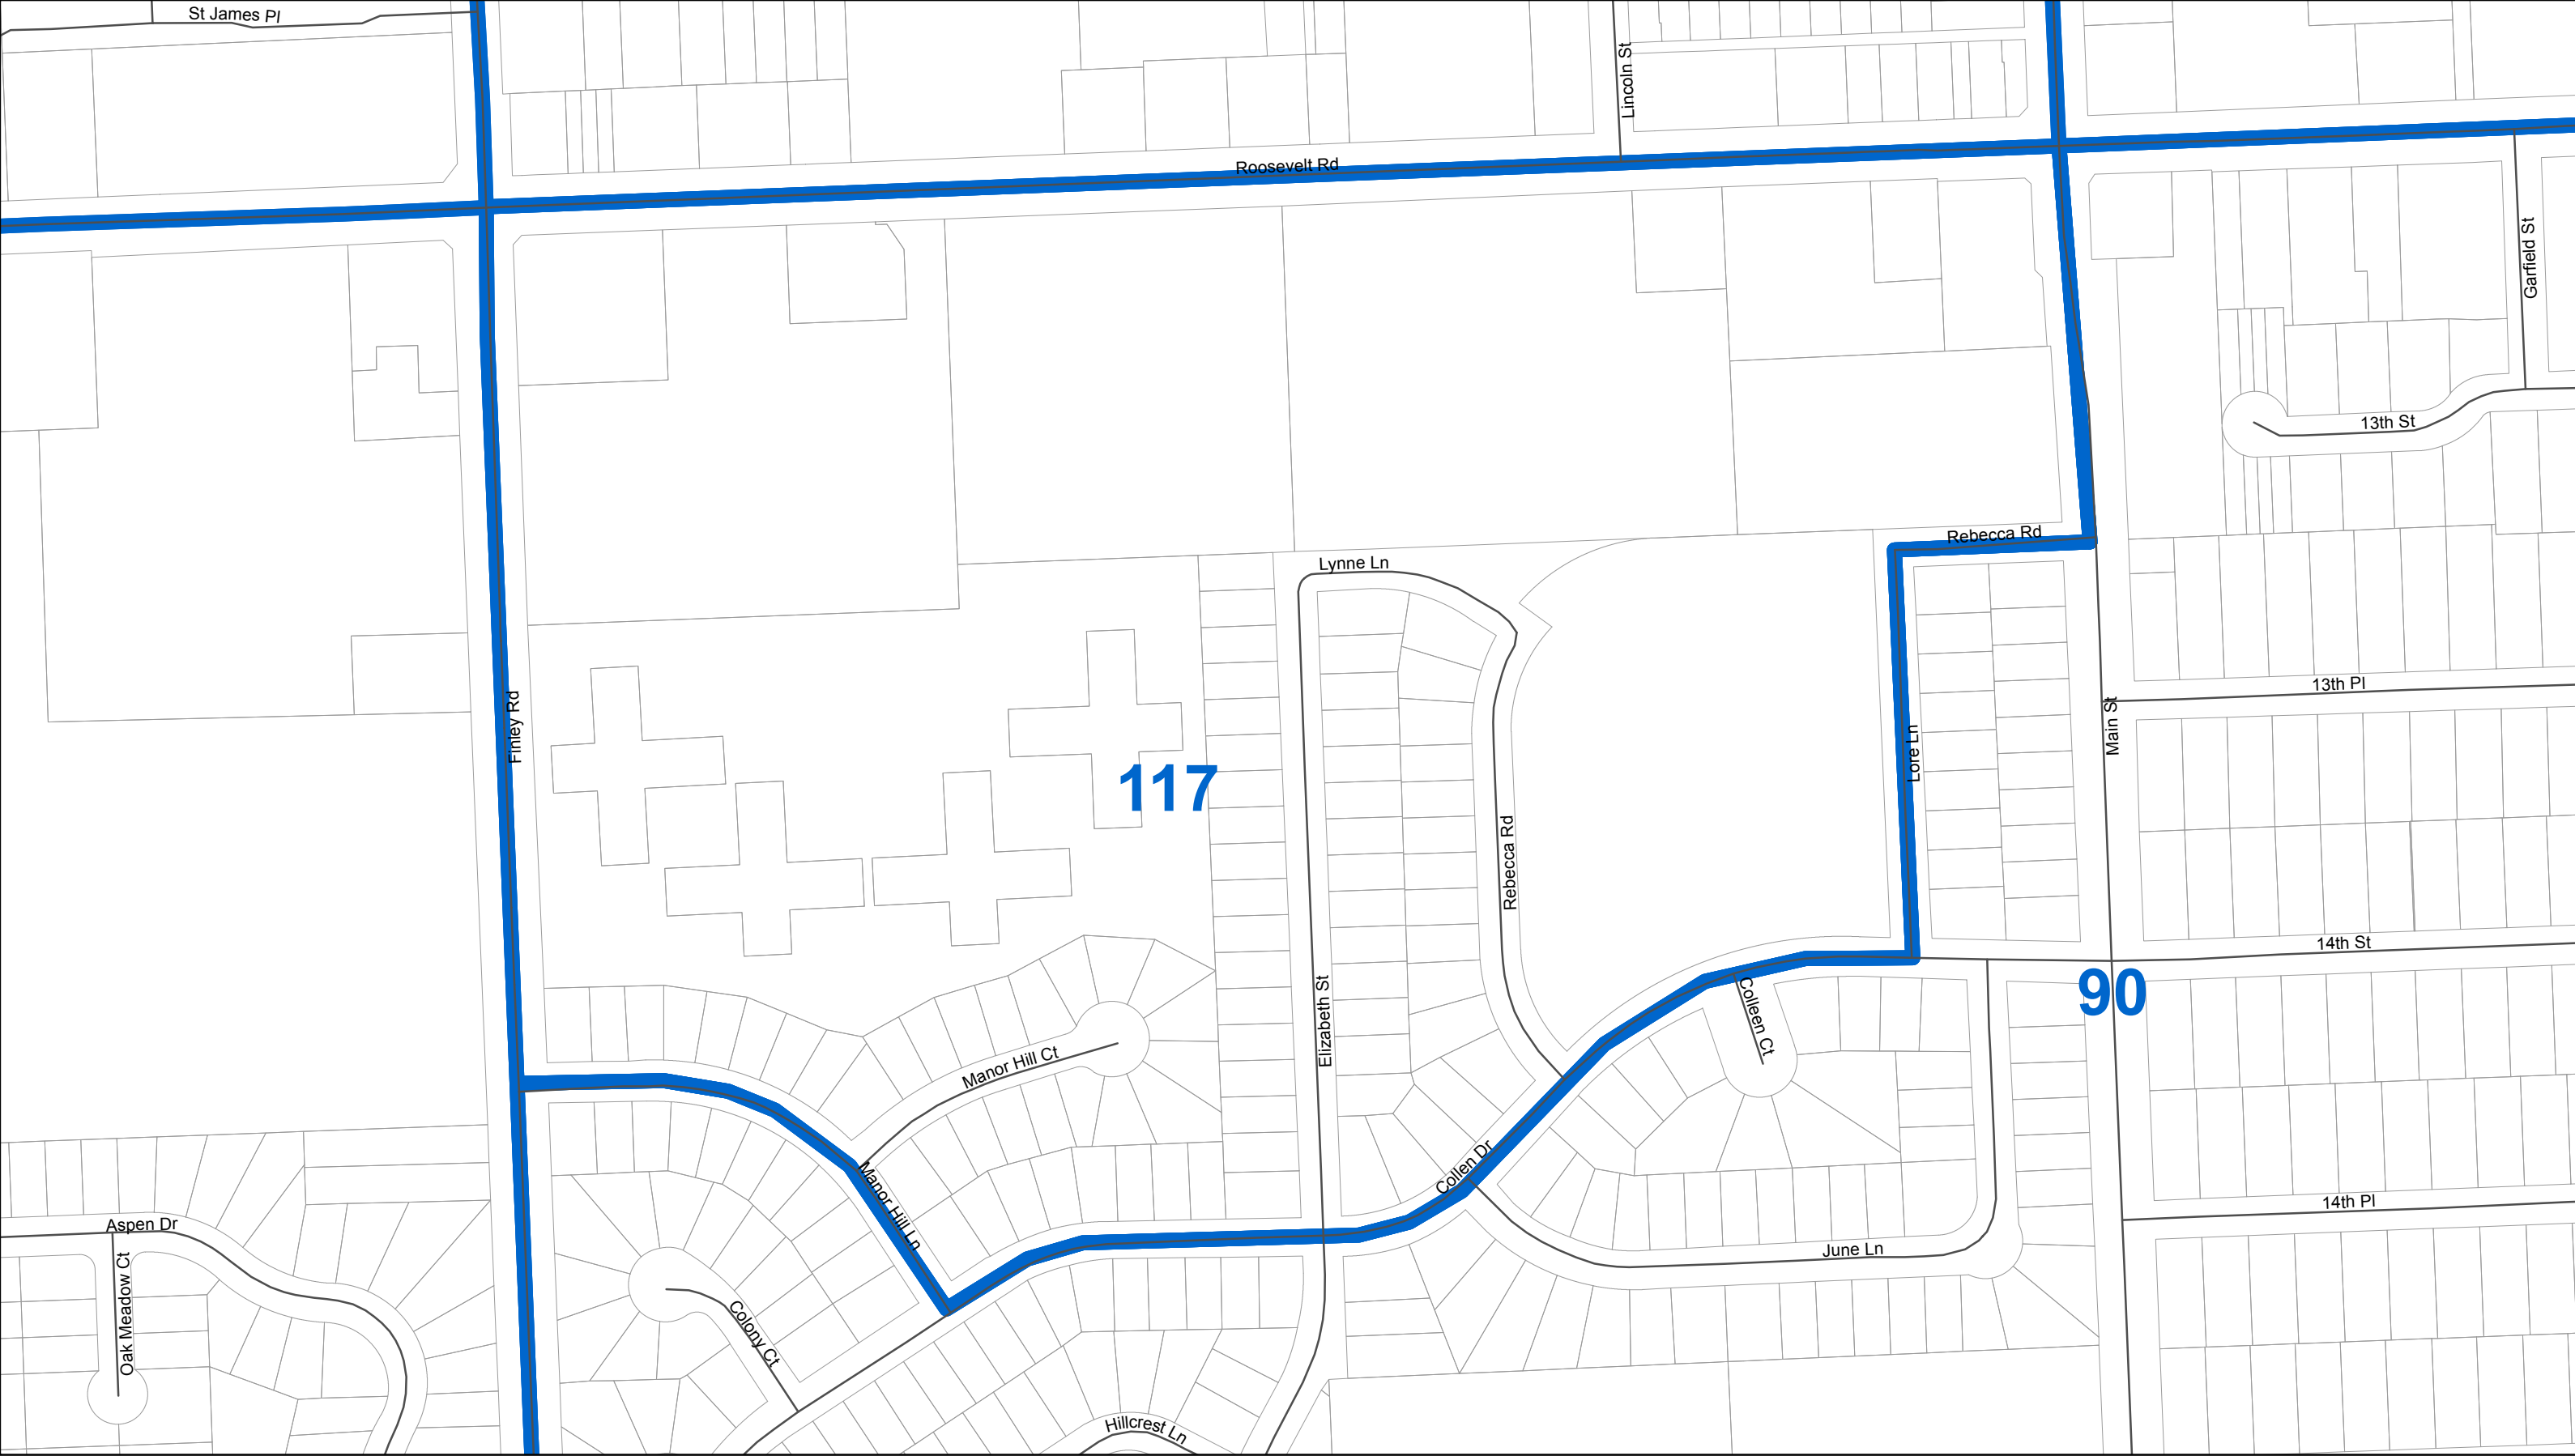 St James Pl
Lincoln St
Roosevelt Rd
Garfield St
13th St
Rebecca Rd
Lynne Ln
13th Pl
Finley Rd
Main St
Lore Ln
117
Rebecca Rd
14th St
90
Elizabeth St
Colleen Ct
Manor Hill Ct
Collen Dr
Manor Hill Ln
14th Pl
Aspen Dr
June Ln
Oak Meadow Ct
Colony Ct
Hillcrest Ln